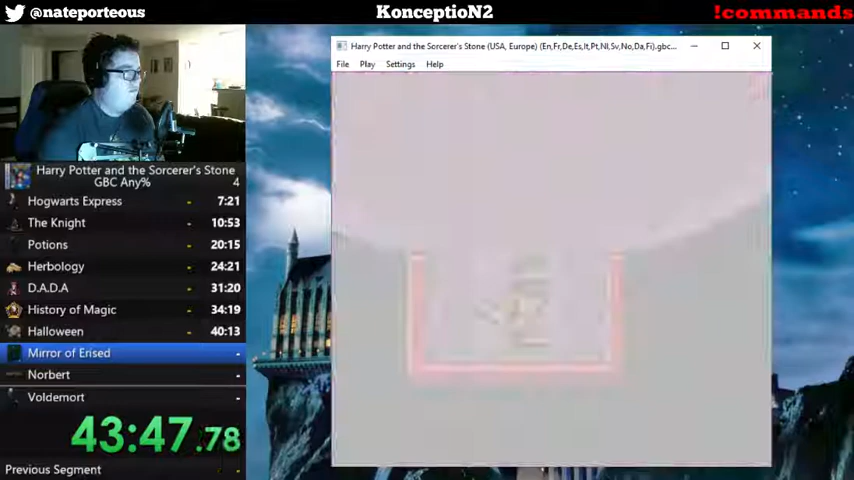 @nateporteous
KonceptioN2
!commands
Harry Potter and the Sorcerer's Stone (USA, Europe) (En,Fr,De,Es,It,Pt,Nl,Sv,No,Da,Fi).gbc...
File Play Settings Help
Harry Potter and the Sorcerer's Stone
GBC Any% 4
Hogwarts Express - 7:21
The Knight - 10:53
Potions - 20:15
Herbology - 24:21
D.A.D.A - 31:20
History of Magic - 34:19
Halloween - 40:13
Mirror of Erised -
Norbert -
Voldemort -
43:47.78
Previous Segment -